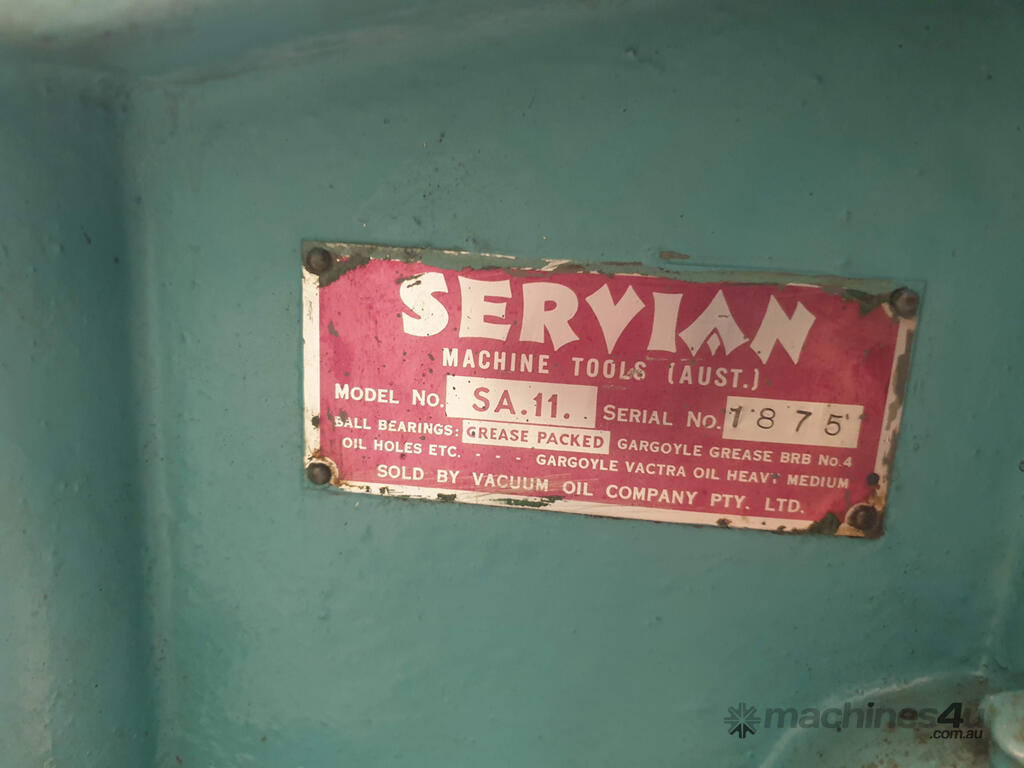 SERVIAN
MACHINE TOOLS (AUST.)
MODEL NO. SA.11. SERIAL NO. 1875
BALL BEARINGS: GREASE PACKED GARGOYLE GREASE BRB No.4
OIL HOLES ETC. - - - - GARGOYLE VACTRA OIL HEAVY MEDIUM
SOLD BY VACUUM OIL COMPANY PTY. LTD.
machines4u
.com.au